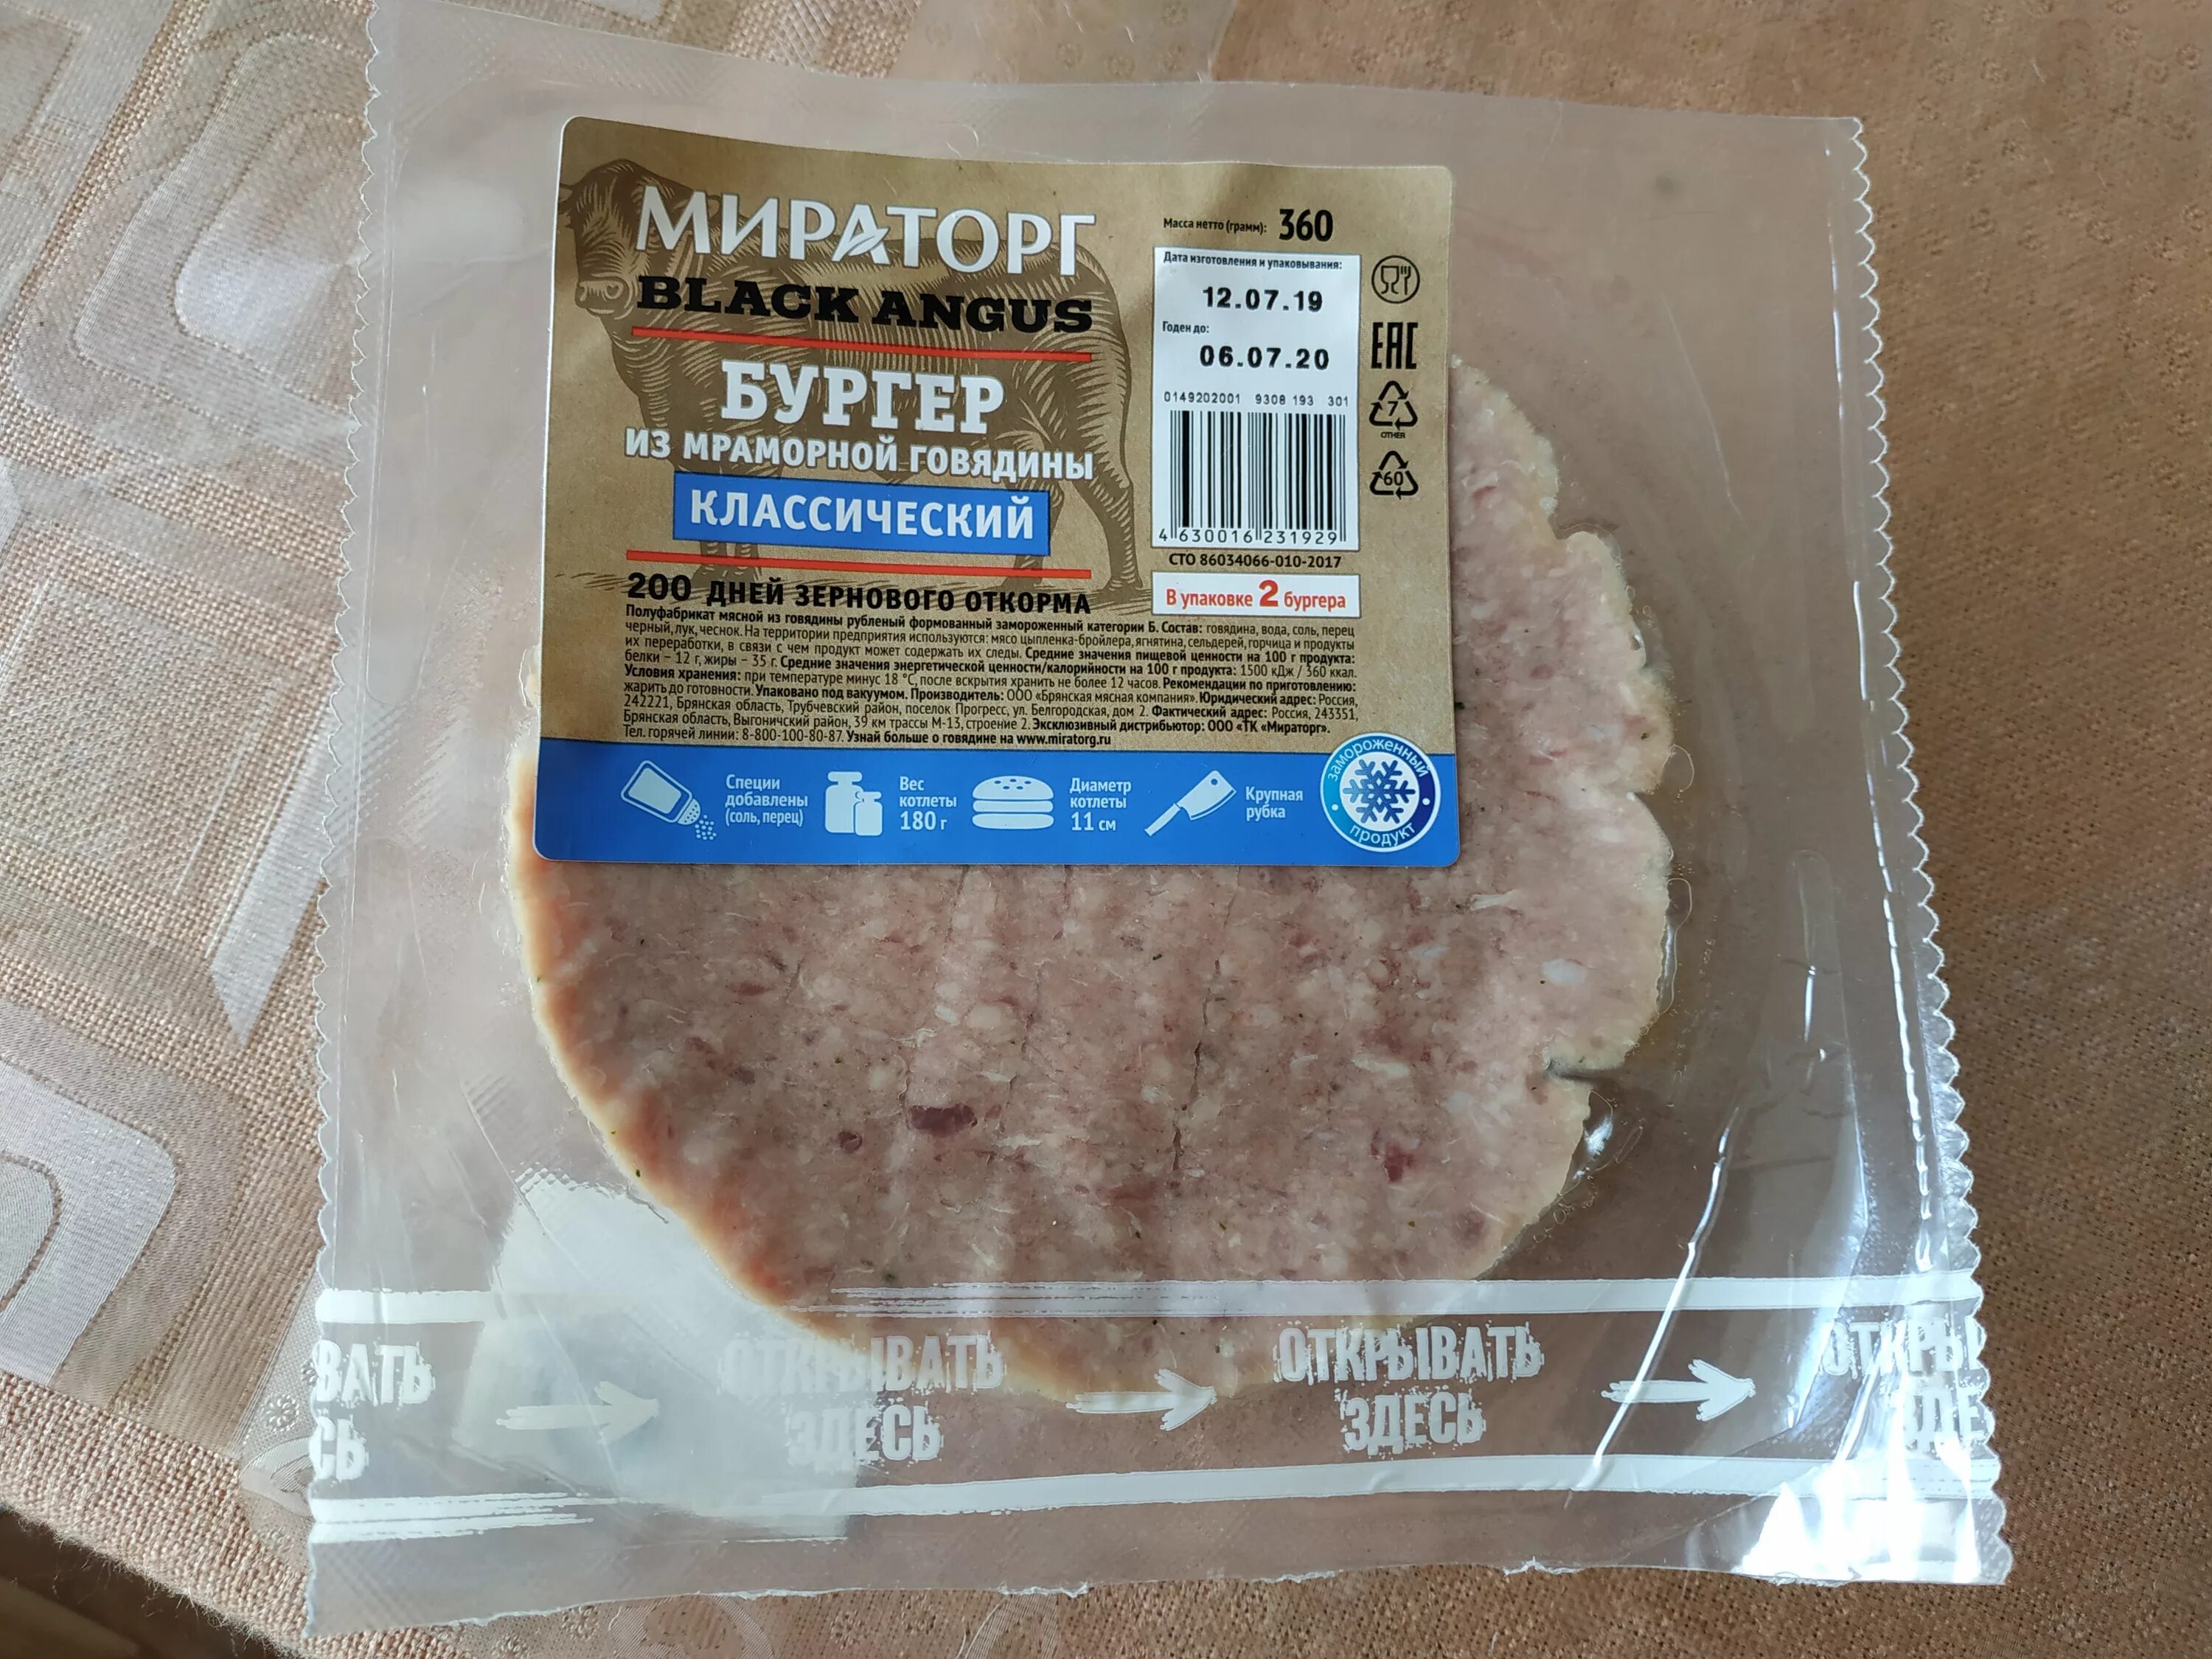 МИРАТОРГ
BLACK ANGUS
БУРГЕР
ИЗ МРАМОРНОЙ ГОВЯДИНЫ
КЛАССИЧЕСКИЙ
200 ДНЕЙ ЗЕРНОВОГО ОТКОРМА
Масса нетто (грамм): 360
Дата изготовления и упаковывания:
12.07.19
Годен до:
06.07.20
0149202001 9308 193 301
4 630016 231929
СТО 86034066-010-2017
В упаковке 2 бургера
EAC
7
OTHER
60
Полуфабрикат мясной из говядины рубленый формованный замороженный категории Б. Состав: говядина, вода, соль, перец
черный, лук, чеснок. На территории предприятия используются: мясо цыпленка-бройлера, ягнятина, сельдерей, горчица и продукты
их переработки, в связи с чем продукт может содержать их следы. Средние значения пищевой ценности на 100 г продукта:
белки – 12 г, жиры – 35 г. Средние значения энергетической ценности/калорийности на 100 г продукта: 1500 кДж / 360 ккал.
Условия хранения: при температуре минус 18 °С, после вскрытия хранить не более 12 часов. Рекомендации по приготовлению:
жарить до готовности. Упаковано под вакуумом. Производитель: ООО «Брянская мясная компания». Юридический адрес: Россия,
242221, Брянская область, Трубчевский район, поселок Прогресс, ул. Белгородская, дом 2. Фактический адрес: Россия, 243351,
Брянская область, Выгоничский район, 39 км трассы М-13, строение 2. Эксклюзивный дистрибьютор: ООО «ТК «Мираторг».
Тел. горячей линии: 8-800-100-80-87. Узнай больше о говядине на www.miratorg.ru
Специи
добавлены
(соль, перец)
Вес
котлеты
180 г
Диаметр
котлеты
11 см
Крупная
рубка
замороженный
продукт
ВАТЬ
СЬ
ОТКРЫВАТЬ
ЗДЕСЬ
ОТКРЫВАТЬ
ЗДЕСЬ
ОТКРЫ
ЗДЕ